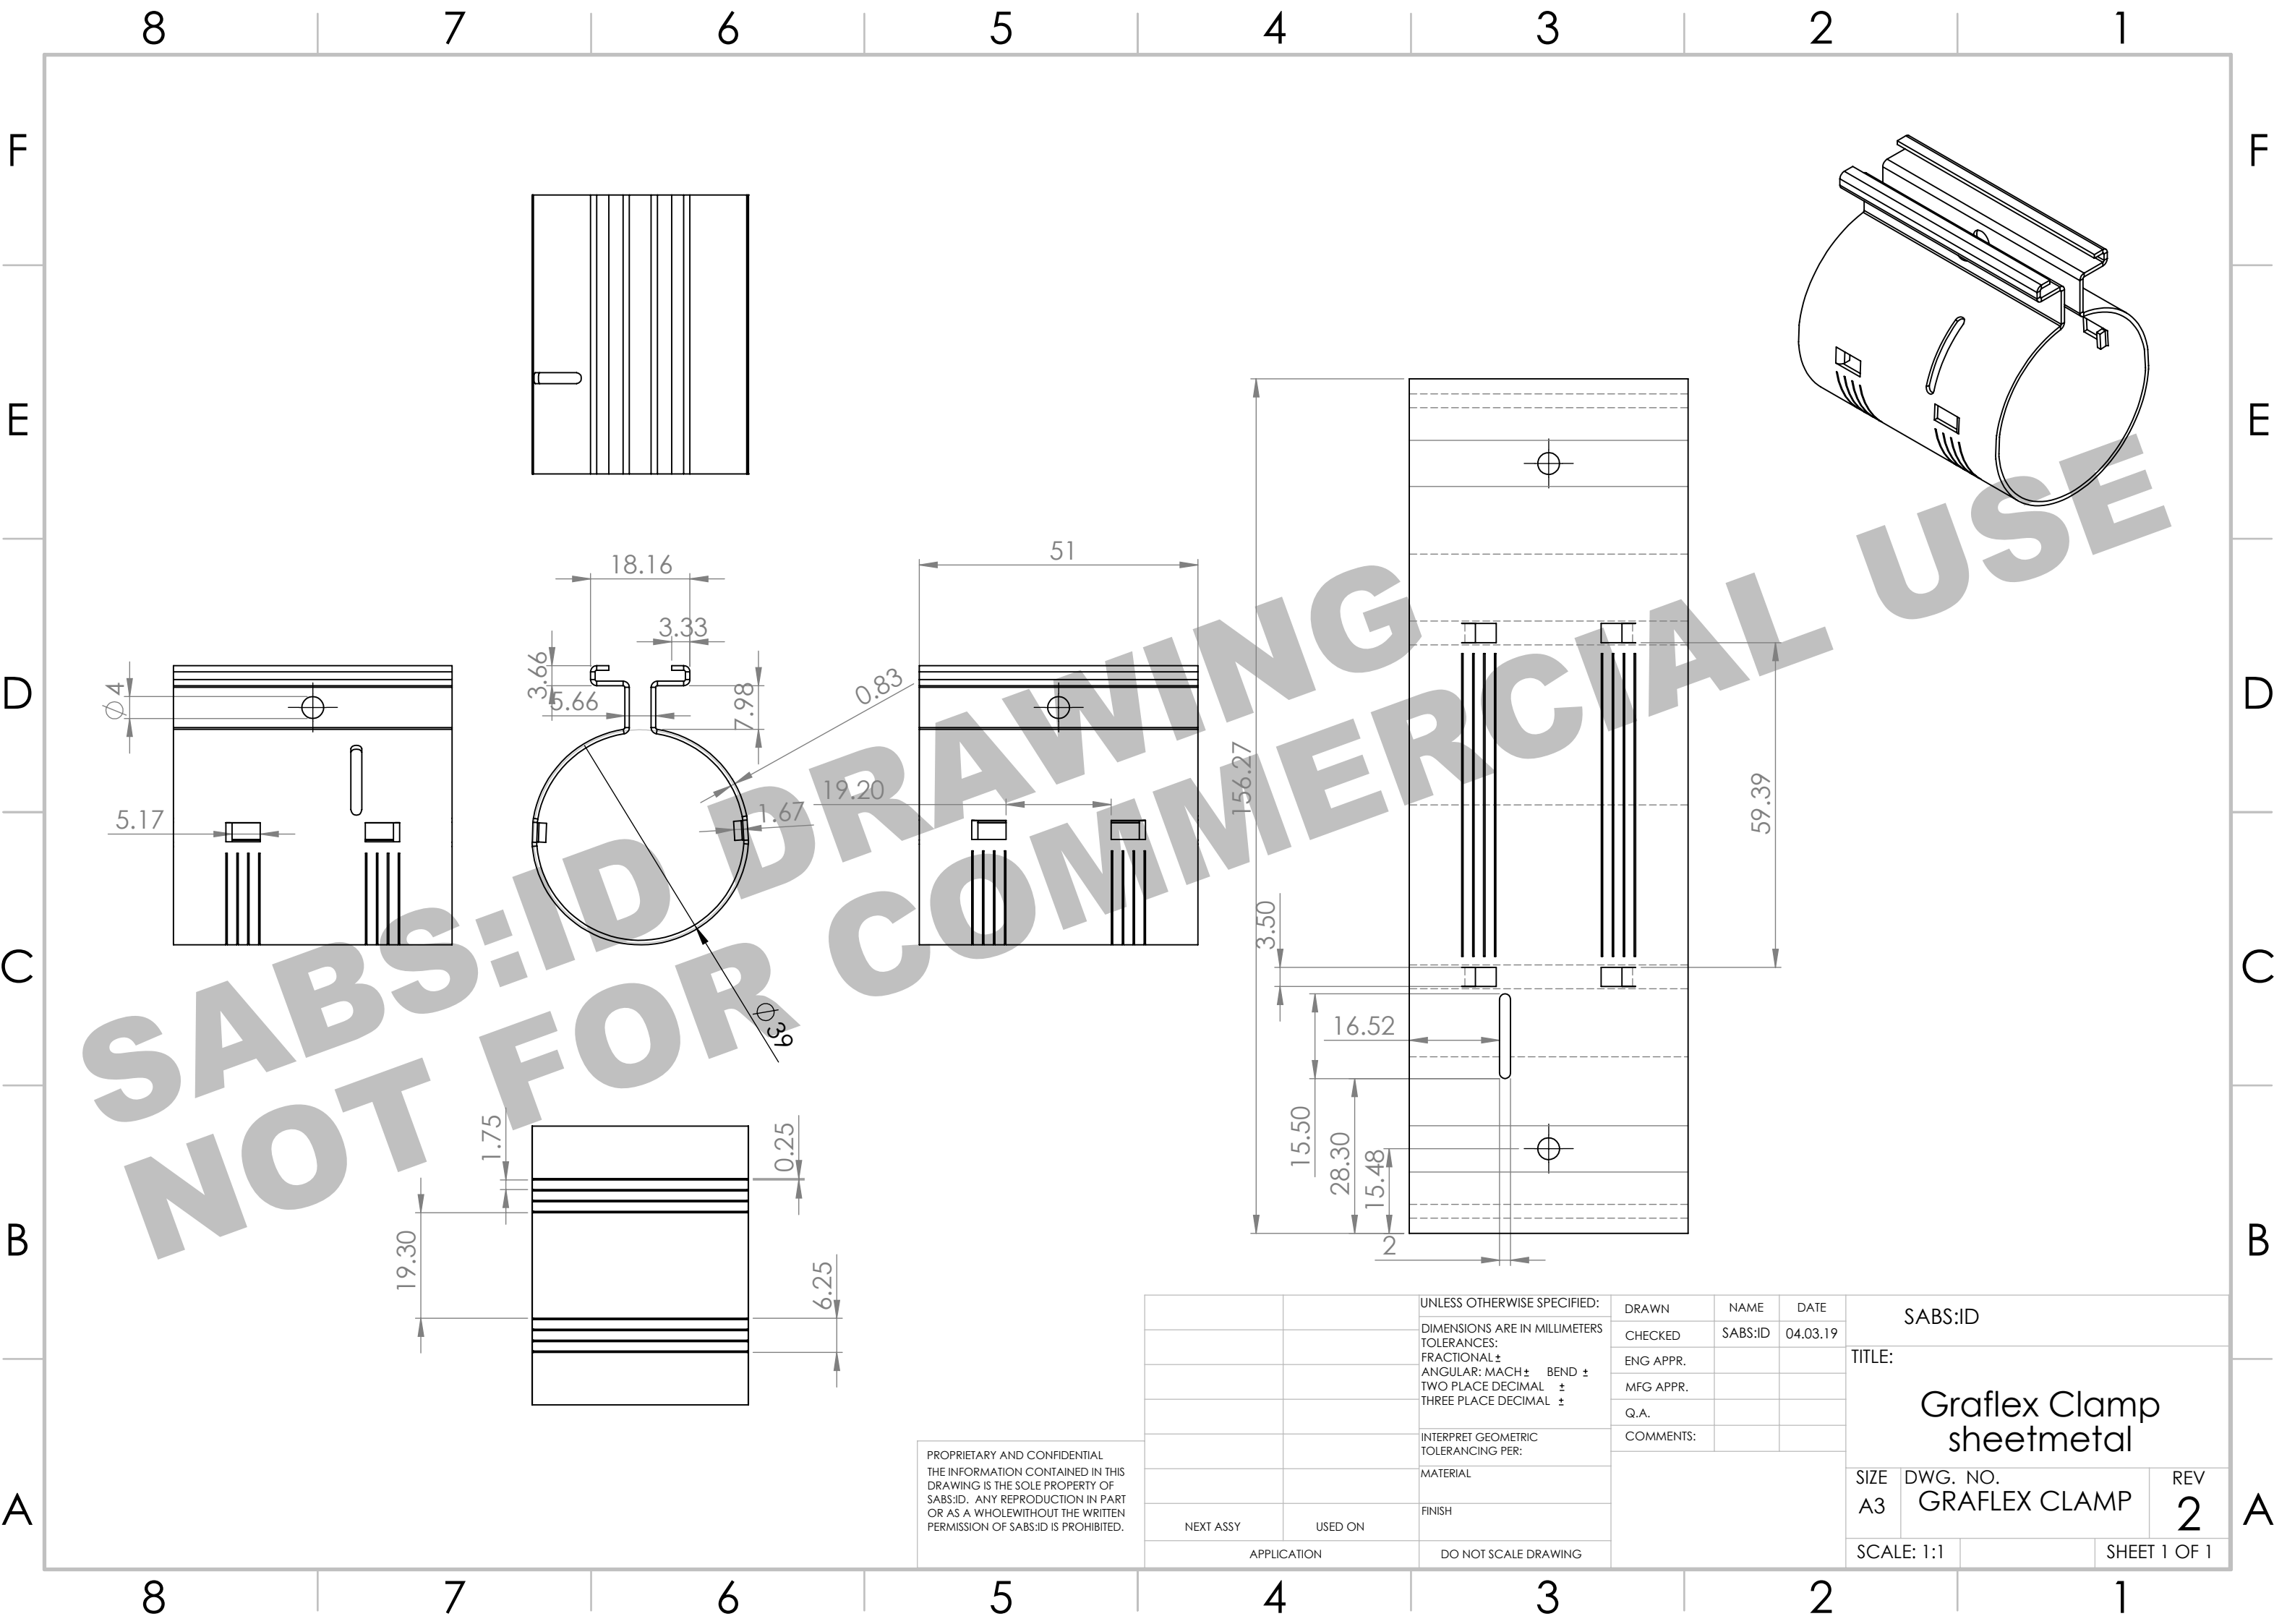 8 7 6 5 4 3 2 1
F F
E E
D D
C C
B B
A A
18.16
3.33
3.66
5.66
7.98
0.83
51
Ø4
5.17
19.20
1.67
Ø39
156.27
59.39
3.50
16.52
15.50
28.30
15.48
2
1.75
0.25
19.30
6.25
SABS:ID DRAWING
NOT FOR COMMERCIAL USE
PROPRIETARY AND CONFIDENTIAL
THE INFORMATION CONTAINED IN THIS
DRAWING IS THE SOLE PROPERTY OF
SABS:ID. ANY REPRODUCTION IN PART
OR AS A WHOLEWITHOUT THE WRITTEN
PERMISSION OF SABS:ID IS PROHIBITED.
NEXT ASSY USED ON
APPLICATION
UNLESS OTHERWISE SPECIFIED:
DIMENSIONS ARE IN MILLIMETERS
TOLERANCES:
FRACTIONAL ±
ANGULAR: MACH ± BEND ±
TWO PLACE DECIMAL ±
THREE PLACE DECIMAL ±
INTERPRET GEOMETRIC
TOLERANCING PER:
MATERIAL
FINISH
DO NOT SCALE DRAWING
DRAWN NAME DATE
CHECKED SABS:ID 04.03.19
ENG APPR.
MFG APPR.
Q.A.
COMMENTS:
SABS:ID
TITLE:
Graflex Clamp
sheetmetal
SIZE DWG. NO. REV
A3 GRAFLEX CLAMP 2
SCALE: 1:1 SHEET 1 OF 1
8 7 6 5 4 3 2 1